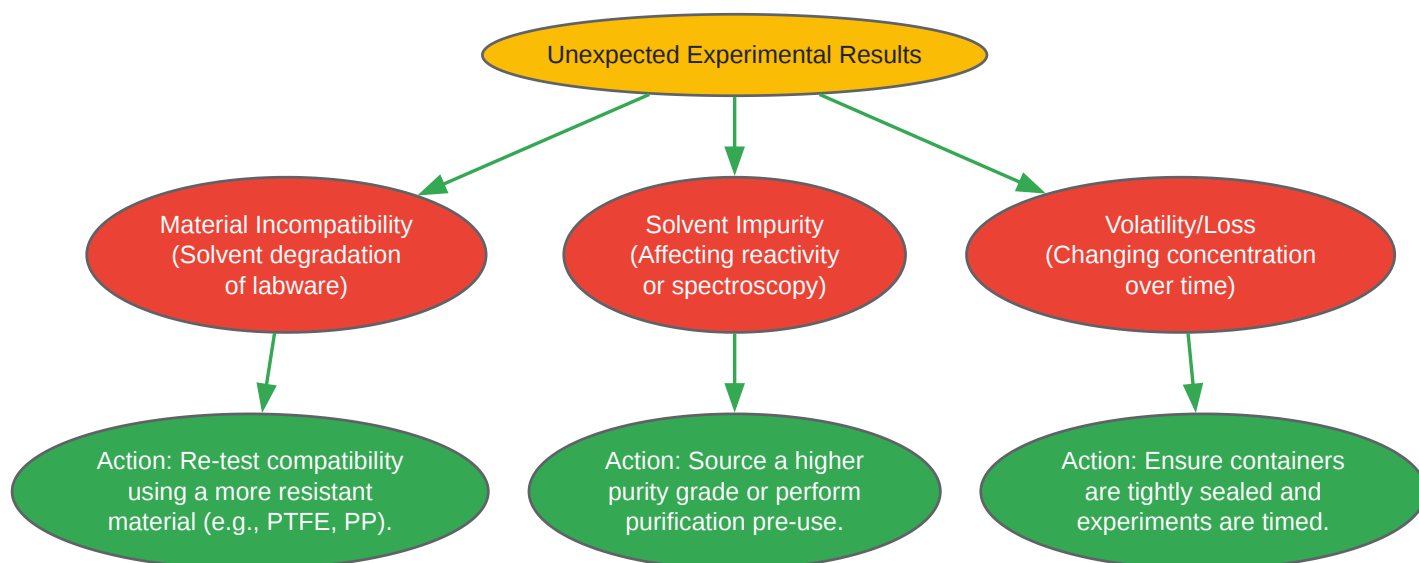 Unexpected Experimental Results
Material Incompatibility
(Solvent degradation
of labware)
Solvent Impurity
(Affecting reactivity
or spectroscopy)
Volatility/Loss
(Changing concentration
over time)
Action: Re-test compatibility
using a more resistant
material (e.g., PTFE, PP).
Action: Source a higher
purity grade or perform
purification pre-use.
Action: Ensure containers
are tightly sealed and
experiments are timed.